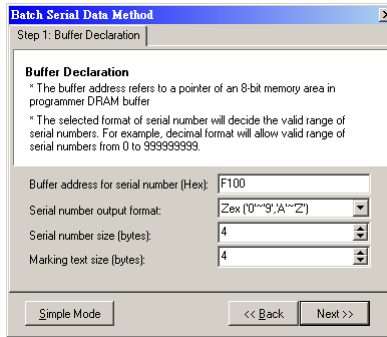 Batch Serial Data Method
Step 1: Buffer Declaration
Buffer Declaration
* The buffer address refers to a pointer of an 8-bit memory area in
programmer DRAM buffer
* The selected format of serial number will decide the valid range of
serial numbers. For example, decimal format will allow valid range of
serial numbers from 0 to 999999999.
Buffer address for serial number (Hex): F100
Serial number output format: Zex ('0'~'9','A'~'Z')
Serial number size (bytes): 4
Marking text size (bytes): 4
Simple Mode << Back Next >>